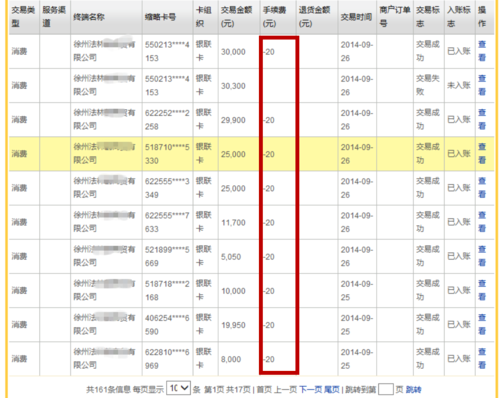 交易类型 服务渠道 终端名称 缩略卡号 卡组织 交易金额(元) 手续费(元) 退货金额(元) 交易时间 商户订单号 交易标志 入账标志 操作
消费 徐州法林 有限公司 550213****4153 银联卡 30,000 -20 2014-09-26 交易成功 已入账 查看
消费 徐州法林 有限公司 550213****4153 银联卡 30,300 2014-09-26 交易失败 未入账 查看
消费 徐州法 有限公司 622252****2258 银联卡 29,900 -20 2014-09-26 交易成功 已入账 查看
消费 徐州法 有限公司 518710****5330 银联卡 25,000 -20 2014-09-26 交易成功 已入账 查看
消费 徐州法 有限公司 622555****3349 银联卡 25,000 -20 2014-09-26 交易成功 已入账 查看
消费 徐州法 有限公司 622555****7633 银联卡 11,700 -20 2014-09-26 交易成功 已入账 查看
消费 徐州法 有限公司 521899****5669 银联卡 5,050 -20 2014-09-26 交易成功 已入账 查看
消费 徐州法 有限公司 518718****2168 银联卡 10,000 -20 2014-09-25 交易成功 已入账 查看
消费 徐州法 有限公司 406254****6590 银联卡 19,950 -20 2014-09-25 交易成功 已入账 查看
消费 徐州法 有限公司 622810****6969 银联卡 8,000 -20 2014-09-25 交易成功 已入账 查看
共161条信息 每页显示 10 条 第1页 共17页 | 首页 上一页 下一页 尾页 | 跳转到第 页 跳转